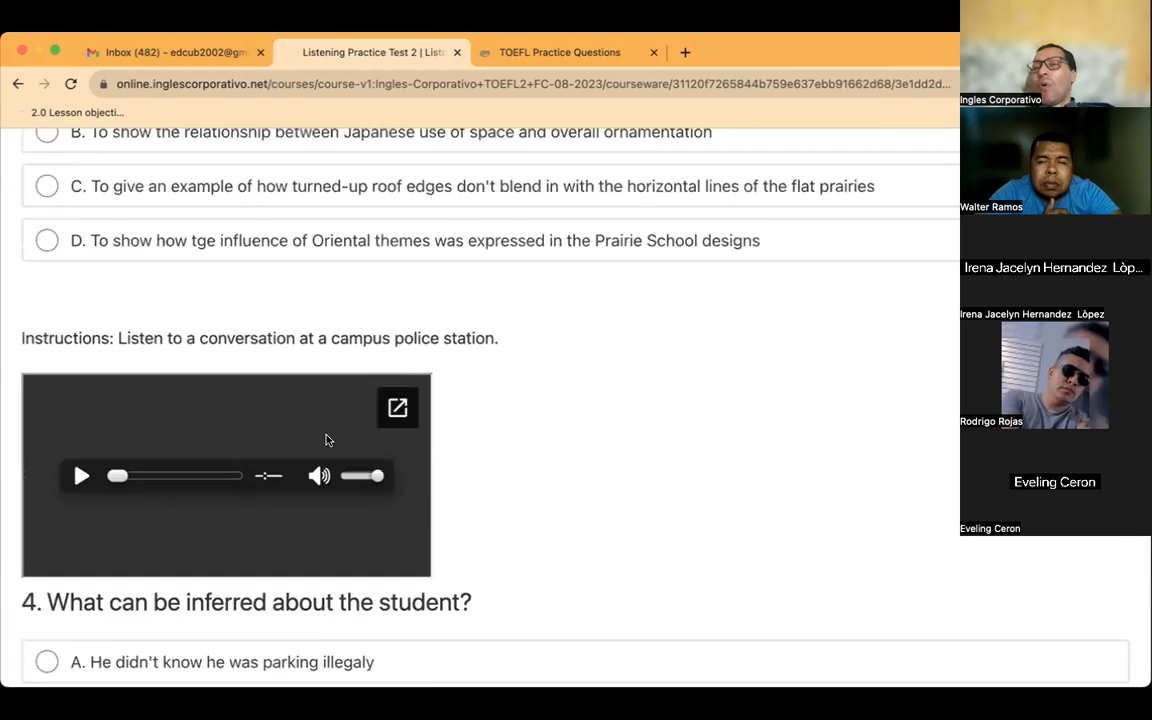 Inbox (482) - edcub2002@gm
Listening Practice Test 2 | List
TOEFL Practice Questions
online.inglescorporativo.net/courses/course-v1:Ingles-Corporativo+TOEFL2+FC-08-2023/courseware/31120f7265844b759e637ebb91662d68/3e1dd2d...
2.0 Lesson objecti...
B. To show the relationship between Japanese use of space and overall ornamentation
C. To give an example of how turned-up roof edges don't blend in with the horizontal lines of the flat prairies
D. To show how tge influence of Oriental themes was expressed in the Prairie School designs
Instructions: Listen to a conversation at a campus police station.
4. What can be inferred about the student?
A. He didn't know he was parking illegaly
Ingles Corporativo
Walter Ramos
Irena Jacelyn Hernandez Lòp...
Irena Jacelyn Hernandez Lòpez
Rodrigo Rojas
Eveling Ceron
Eveling Ceron